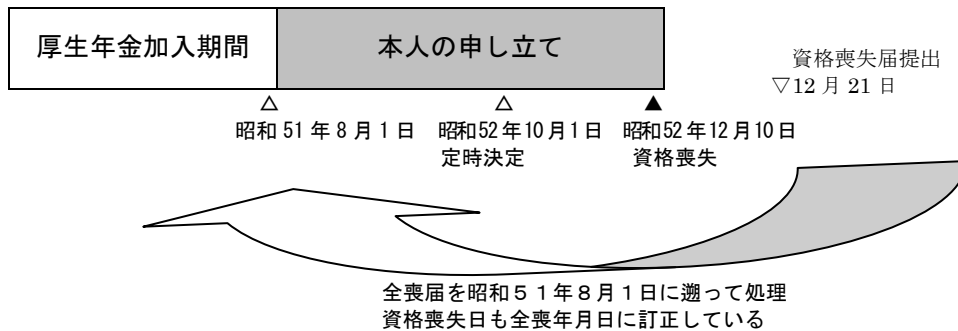 厚生年金加入期間
本人の申し立て
資格喪失届提出
▽12月21日
△
△
▲
昭和51年8月1日
昭和52年10月1日
定時決定
昭和52年12月10日
資格喪失
全喪届を昭和５１年８月１日に遡って処理
資格喪失日も全喪年月日に訂正している